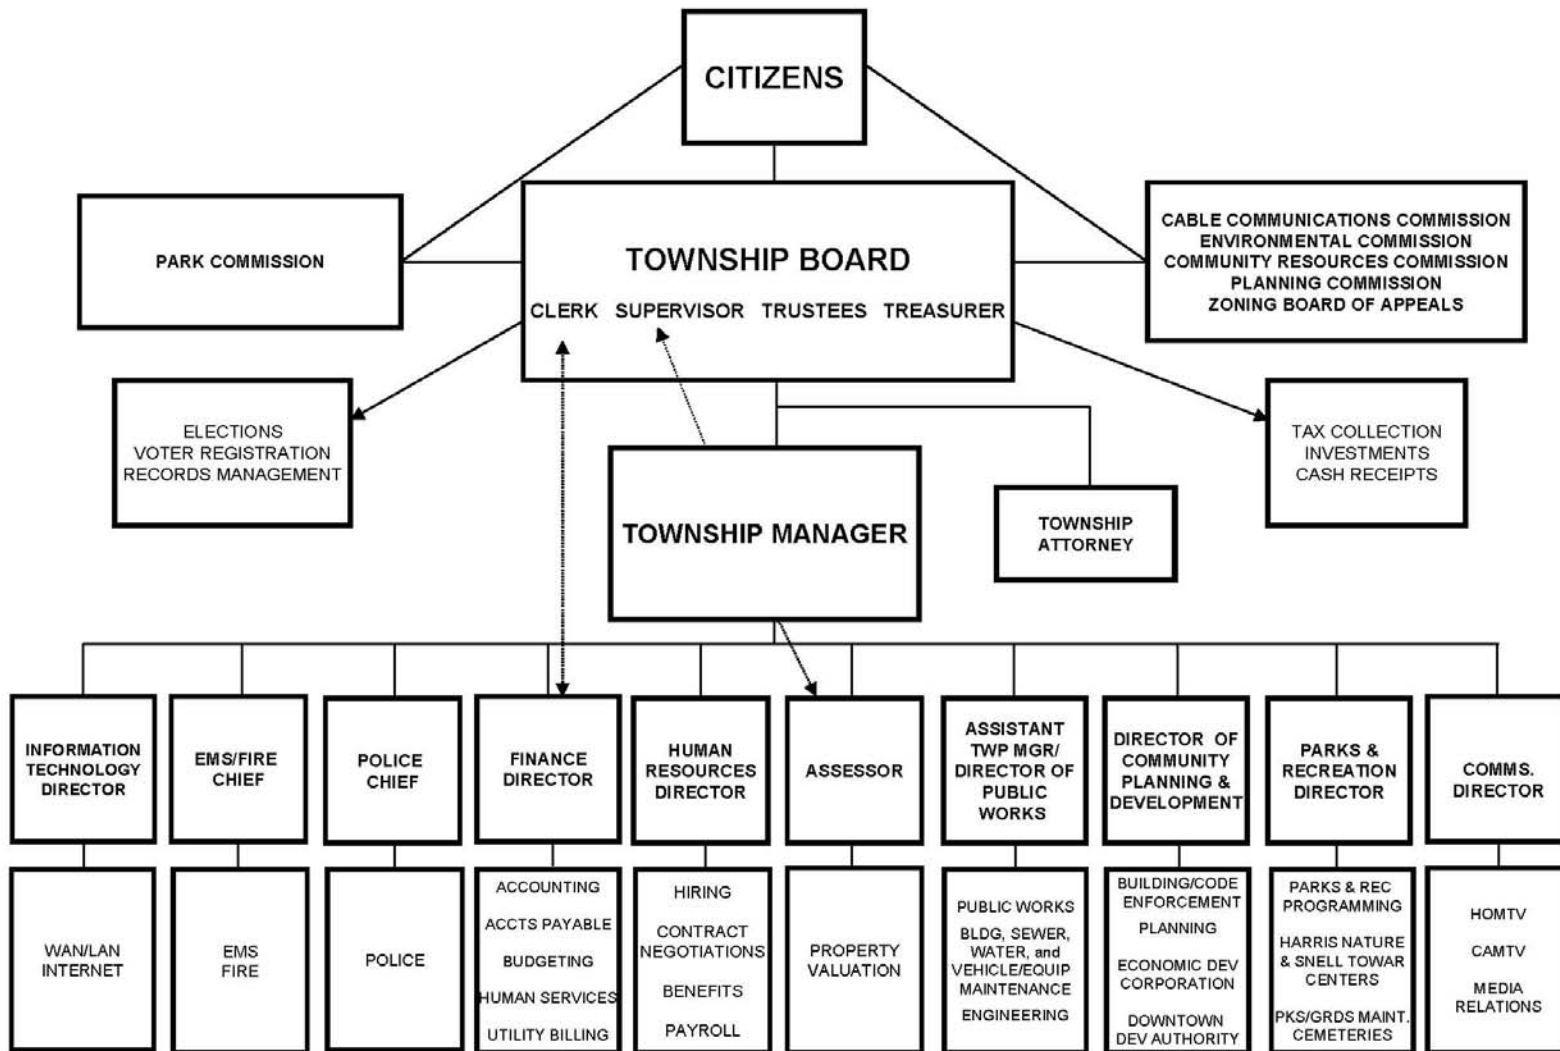 CITIZENS
PARK COMMISSION
TOWNSHIP BOARD
CLERK SUPERVISOR TRUSTEES TREASURER
CABLE COMMUNICATIONS COMMISSION
ENVIRONMENTAL COMMISSION
COMMUNITY RESOURCES COMMISSION
PLANNING COMMISSION
ZONING BOARD OF APPEALS
ELECTIONS
VOTER REGISTRATION
RECORDS MANAGEMENT
TOWNSHIP MANAGER
TOWNSHIP
ATTORNEY
TAX COLLECTION
INVESTMENTS
CASH RECEIPTS
INFORMATION
TECHNOLOGY
DIRECTOR
EMS/FIRE
CHIEF
POLICE
CHIEF
FINANCE
DIRECTOR
HUMAN
RESOURCES
DIRECTOR
ASSESSOR
ASSISTANT
TWP MGR/
DIRECTOR OF
PUBLIC
WORKS
DIRECTOR OF
COMMUNITY
PLANNING &
DEVELOPMENT
PARKS &
RECREATION
DIRECTOR
COMMS.
DIRECTOR
WAN/LAN
INTERNET
EMS
FIRE
POLICE
ACCOUNTING
ACCTS PAYABLE
BUDGETING
HUMAN SERVICES
UTILITY BILLING
HIRING
CONTRACT
NEGOTIATIONS
BENEFITS
PAYROLL
PROPERTY
VALUATION
PUBLIC WORKS
BLDG, SEWER,
WATER, and
VEHICLE/EQUIP
MAINTENANCE
ENGINEERING
BUILDING/CODE
ENFORCEMENT
PLANNING
ECONOMIC DEV
CORPORATION
DOWNTOWN
DEV AUTHORITY
PARKS & REC
PROGRAMMING
HARRIS NATURE
& SNELL TOWAR
CENTERS
PKS/GRDS MAINT.
CEMETERIES
HOMTV
CAMTV
MEDIA
RELATIONS